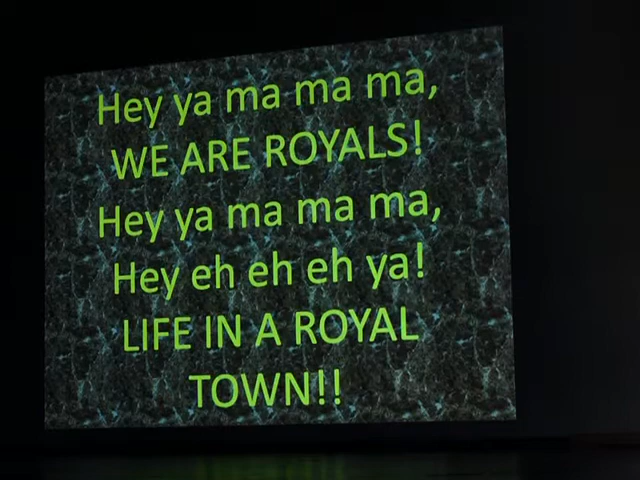 Hey ya ma ma ma,
WE ARE ROYALS!
Hey ya ma ma ma,
Hey eh eh eh ya!
LIFE IN A ROYAL
TOWN!!